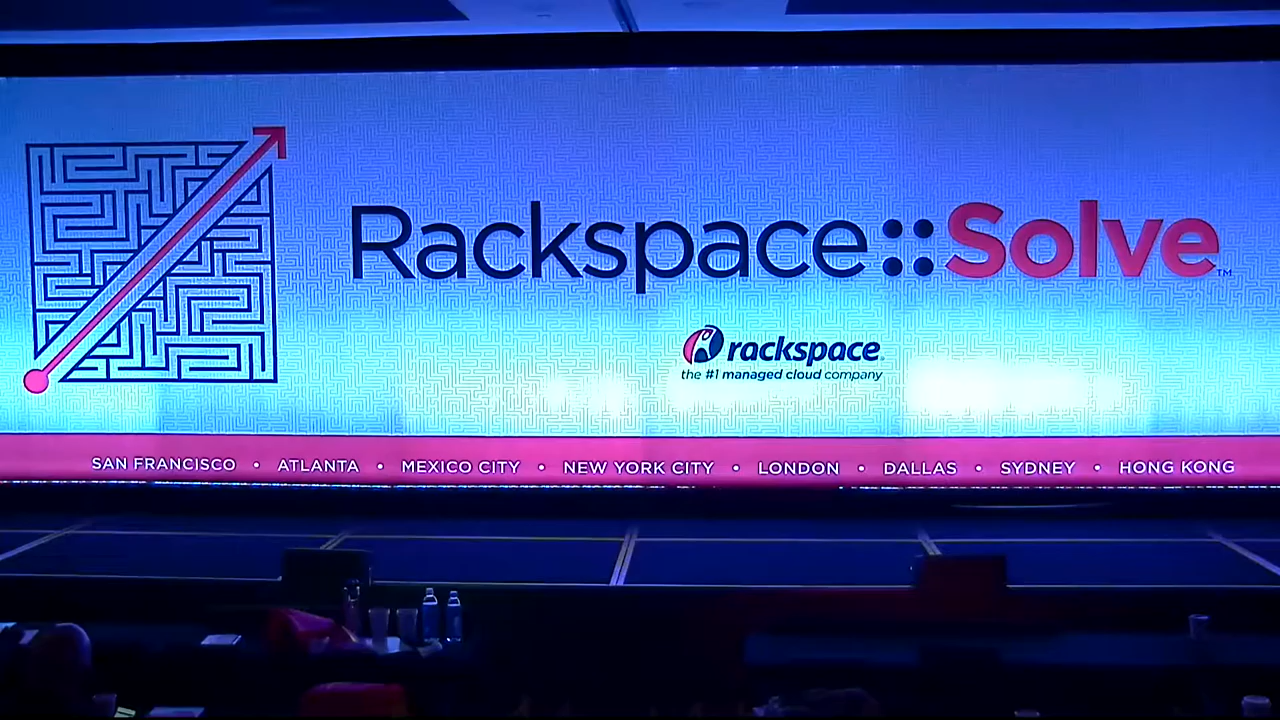 Rackspace::Solve™
rackspace®
the #1 managed cloud company
SAN FRANCISCO • ATLANTA • MEXICO CITY • NEW YORK CITY • LONDON • DALLAS • SYDNEY • HONG KONG